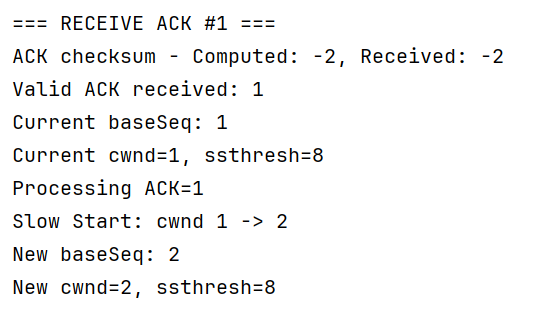 === RECEIVE ACK #1 ===
ACK checksum - Computed: -2, Received: -2
Valid ACK received: 1
Current baseSeq: 1
Current cwnd=1, ssthresh=8
Processing ACK=1
Slow Start: cwnd 1 -> 2
New baseSeq: 2
New cwnd=2, ssthresh=8